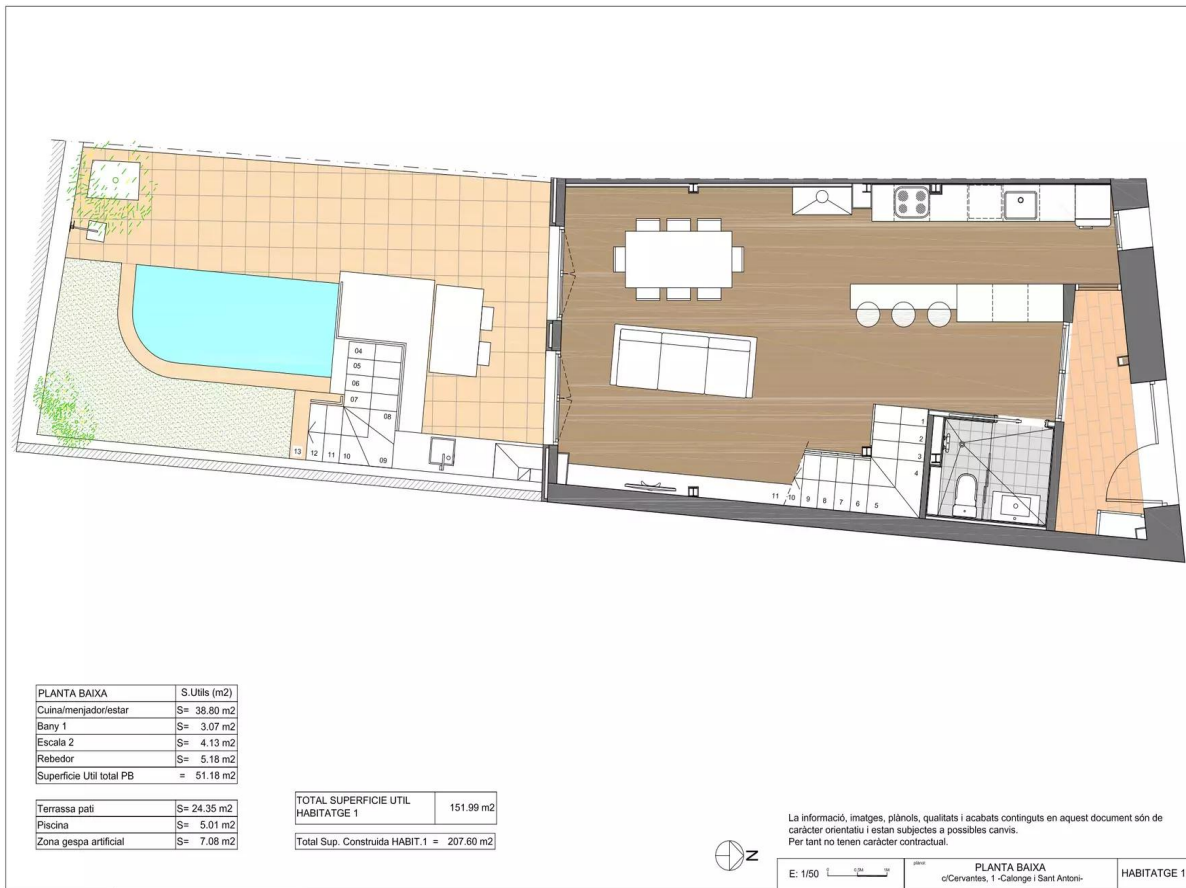 04
05
06
07
08
13
12
11
10
09
1
2
3
4
11
10
9
8
7
6
5
PLANTA BAIXA S.Utils (m2)
Cuina/menjador/estar S= 38.80 m2
Bany 1 S= 3.07 m2
Escala 2 S= 4.13 m2
Rebedor S= 5.18 m2
Superficie Util total PB = 51.18 m2
Terrassa pati S= 24.35 m2
Piscina S= 5.01 m2
Zona gespa artificial S= 7.08 m2
TOTAL SUPERFICIE UTIL
HABITATGE 1 151.99 m2
Total Sup. Construida HABIT.1 = 207.60 m2
N
La informació, imatges, plànols, qualitats i acabats continguts en aquest document són de
caràcter orientatiu i estan subjectes a possibles canvis.
Per tant no tenen caràcter contractual.
E: 1/50 0 0,5M 1M
plànol
PLANTA BAIXA
c/Cervantes, 1 -Calonge i Sant Antoni-
HABITATGE 1